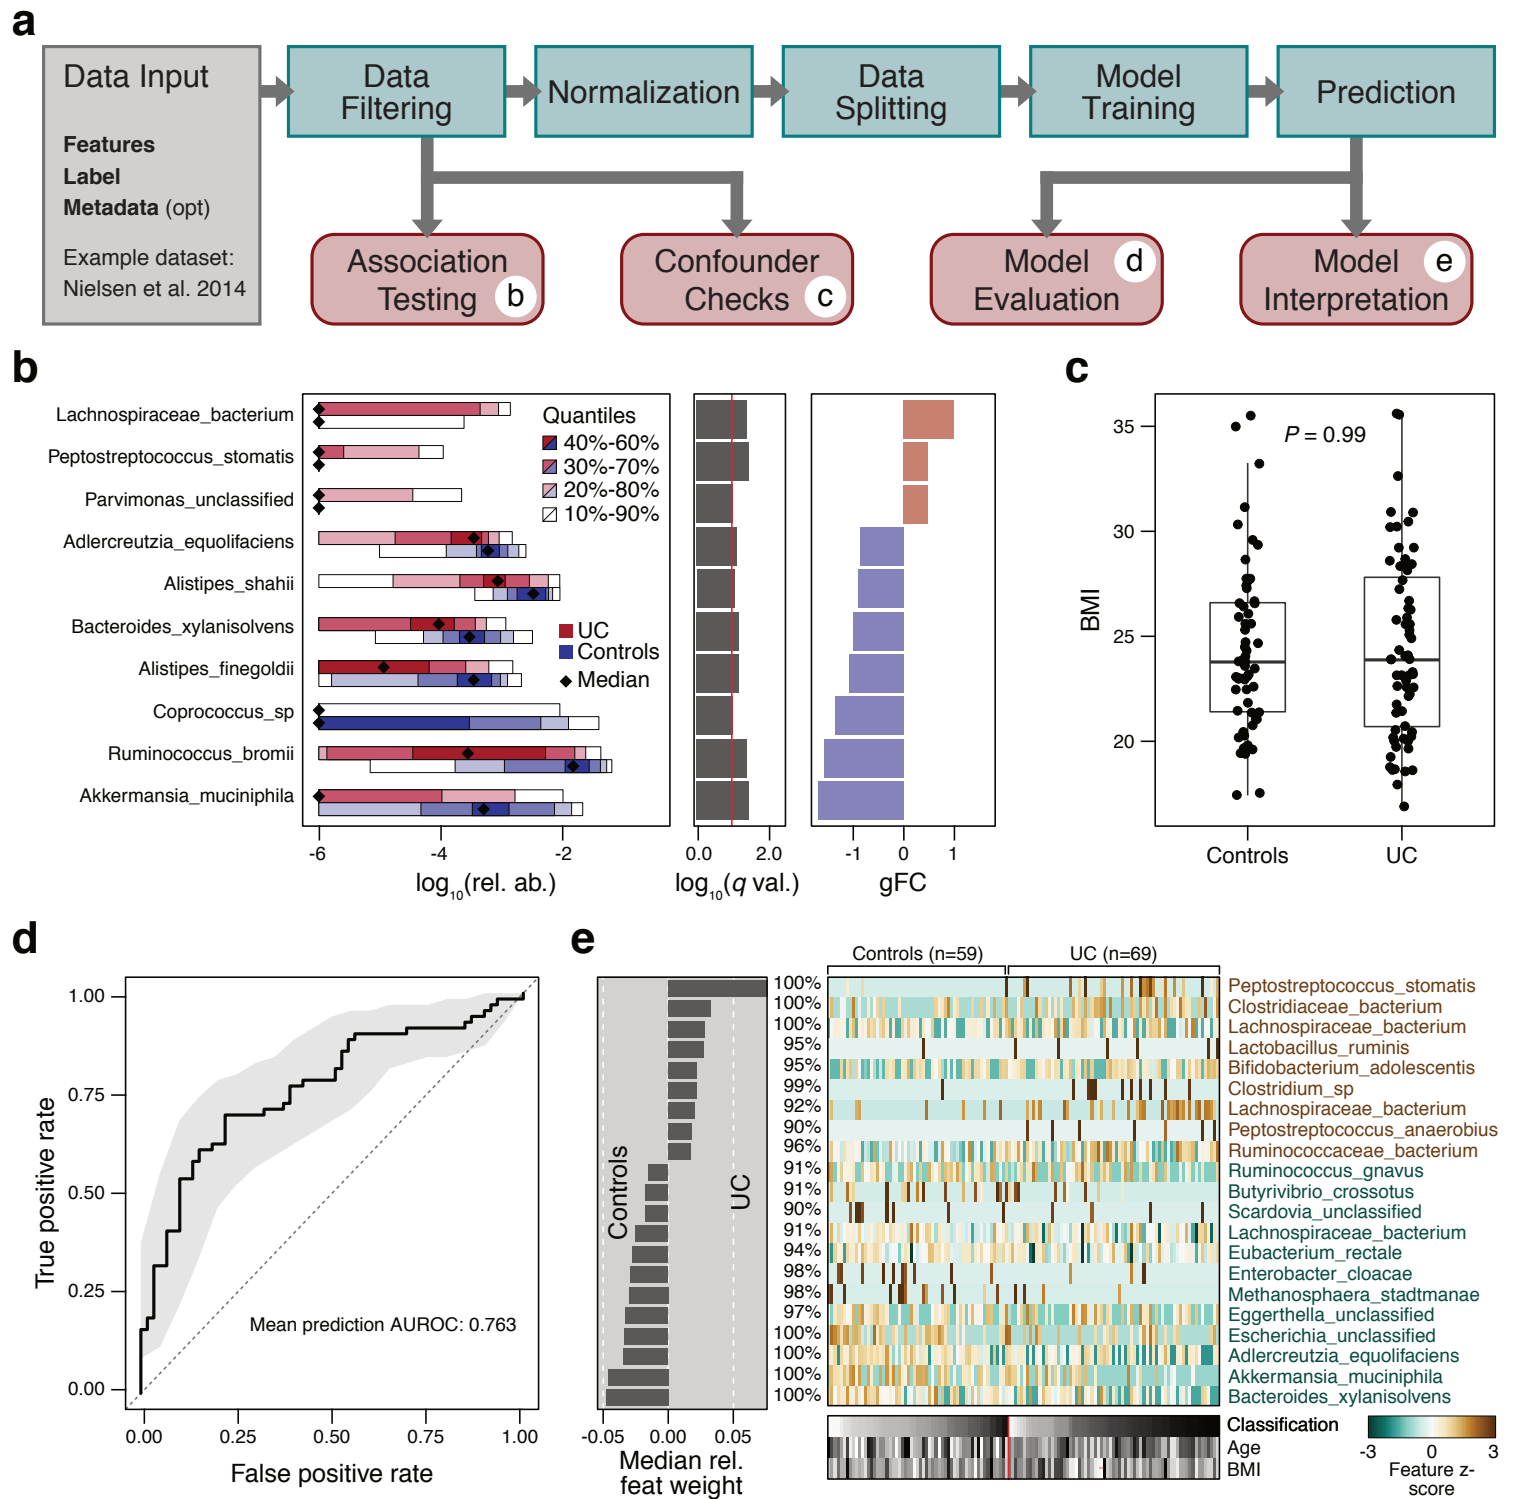 a
Data Input
Features
Label
Metadata (opt)
Example dataset:
Nielsen et al. 2014
Data
Filtering
Normalization
Data
Splitting
Model
Training
Prediction
Association
Testing
b
Confounder
Checks
c
Model
Evaluation
d
Model
Interpretation
e
b
Lachnospiraceae_bacterium
Peptostreptococcus_stomatis
Parvimonas_unclassified
Adlercreutzia_equolifaciens
Alistipes_shahii
Bacteroides_xylanisolvens
Alistipes_finegoldii
Coprococcus_sp
Ruminococcus_bromii
Akkermansia_muciniphila
Quantiles
40%-60%
30%-70%
20%-80%
10%-90%
UC
Controls
Median
-6
-4
-2
log10(rel. ab.)
0.0
2.0
log10(q val.)
-1
0
1
gFC
c
BMI
35
30
25
20
P = 0.99
Controls
UC
d
True positive rate
1.00
0.75
0.50
0.25
0.00
Mean prediction AUROC: 0.763
0.00
0.25
0.50
0.75
1.00
False positive rate
e
Controls
UC
-0.05
0.00
0.05
Median rel.
feat weight
Controls (n=59)
UC (n=69)
100% Peptostreptococcus_stomatis
100% Clostridiaceae_bacterium
100% Lachnospiraceae_bacterium
95% Lactobacillus_ruminis
95% Bifidobacterium_adolescentis
99% Clostridium_sp
92% Lachnospiraceae_bacterium
90% Peptostreptococcus_anaerobius
96% Ruminococcaceae_bacterium
91% Ruminococcus_gnavus
91% Butyrivibrio_crossotus
90% Scardovia_unclassified
91% Lachnospiraceae_bacterium
94% Eubacterium_rectale
98% Enterobacter_cloacae
98% Methanosphaera_stadtmanae
97% Eggerthella_unclassified
100% Escherichia_unclassified
100% Adlercreutzia_equolifaciens
100% Akkermansia_muciniphila
100% Bacteroides_xylanisolvens
Classification
Age
BMI
-3
0
3
Feature z-
score